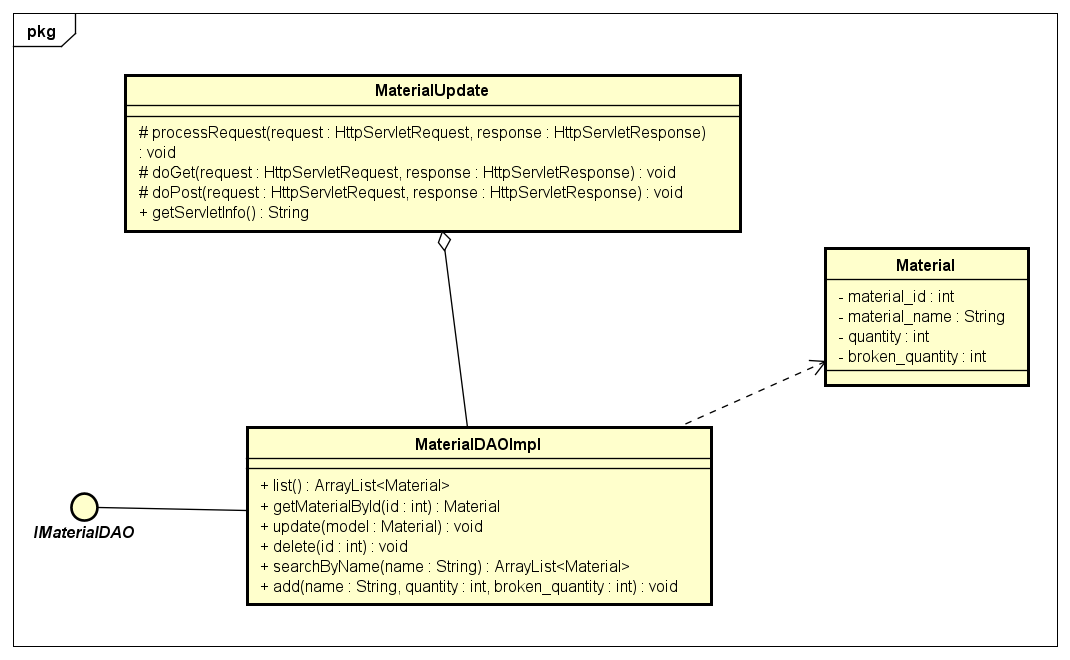 pkg
MaterialUpdate
# processRequest(request : HttpServletRequest, response : HttpServletResponse)
: void
# doGet(request : HttpServletRequest, response : HttpServletResponse) : void
# doPost(request : HttpServletRequest, response : HttpServletResponse) : void
+ getServletInfo() : String
Material
- material_id : int
- material_name : String
- quantity : int
- broken_quantity : int
MaterialDAOImpl
+ list() : ArrayList<Material>
+ getMaterialById(id : int) : Material
+ update(model : Material) : void
+ delete(id : int) : void
+ searchByName(name : String) : ArrayList<Material>
+ add(name : String, quantity : int, broken_quantity : int) : void
IMaterialDAO